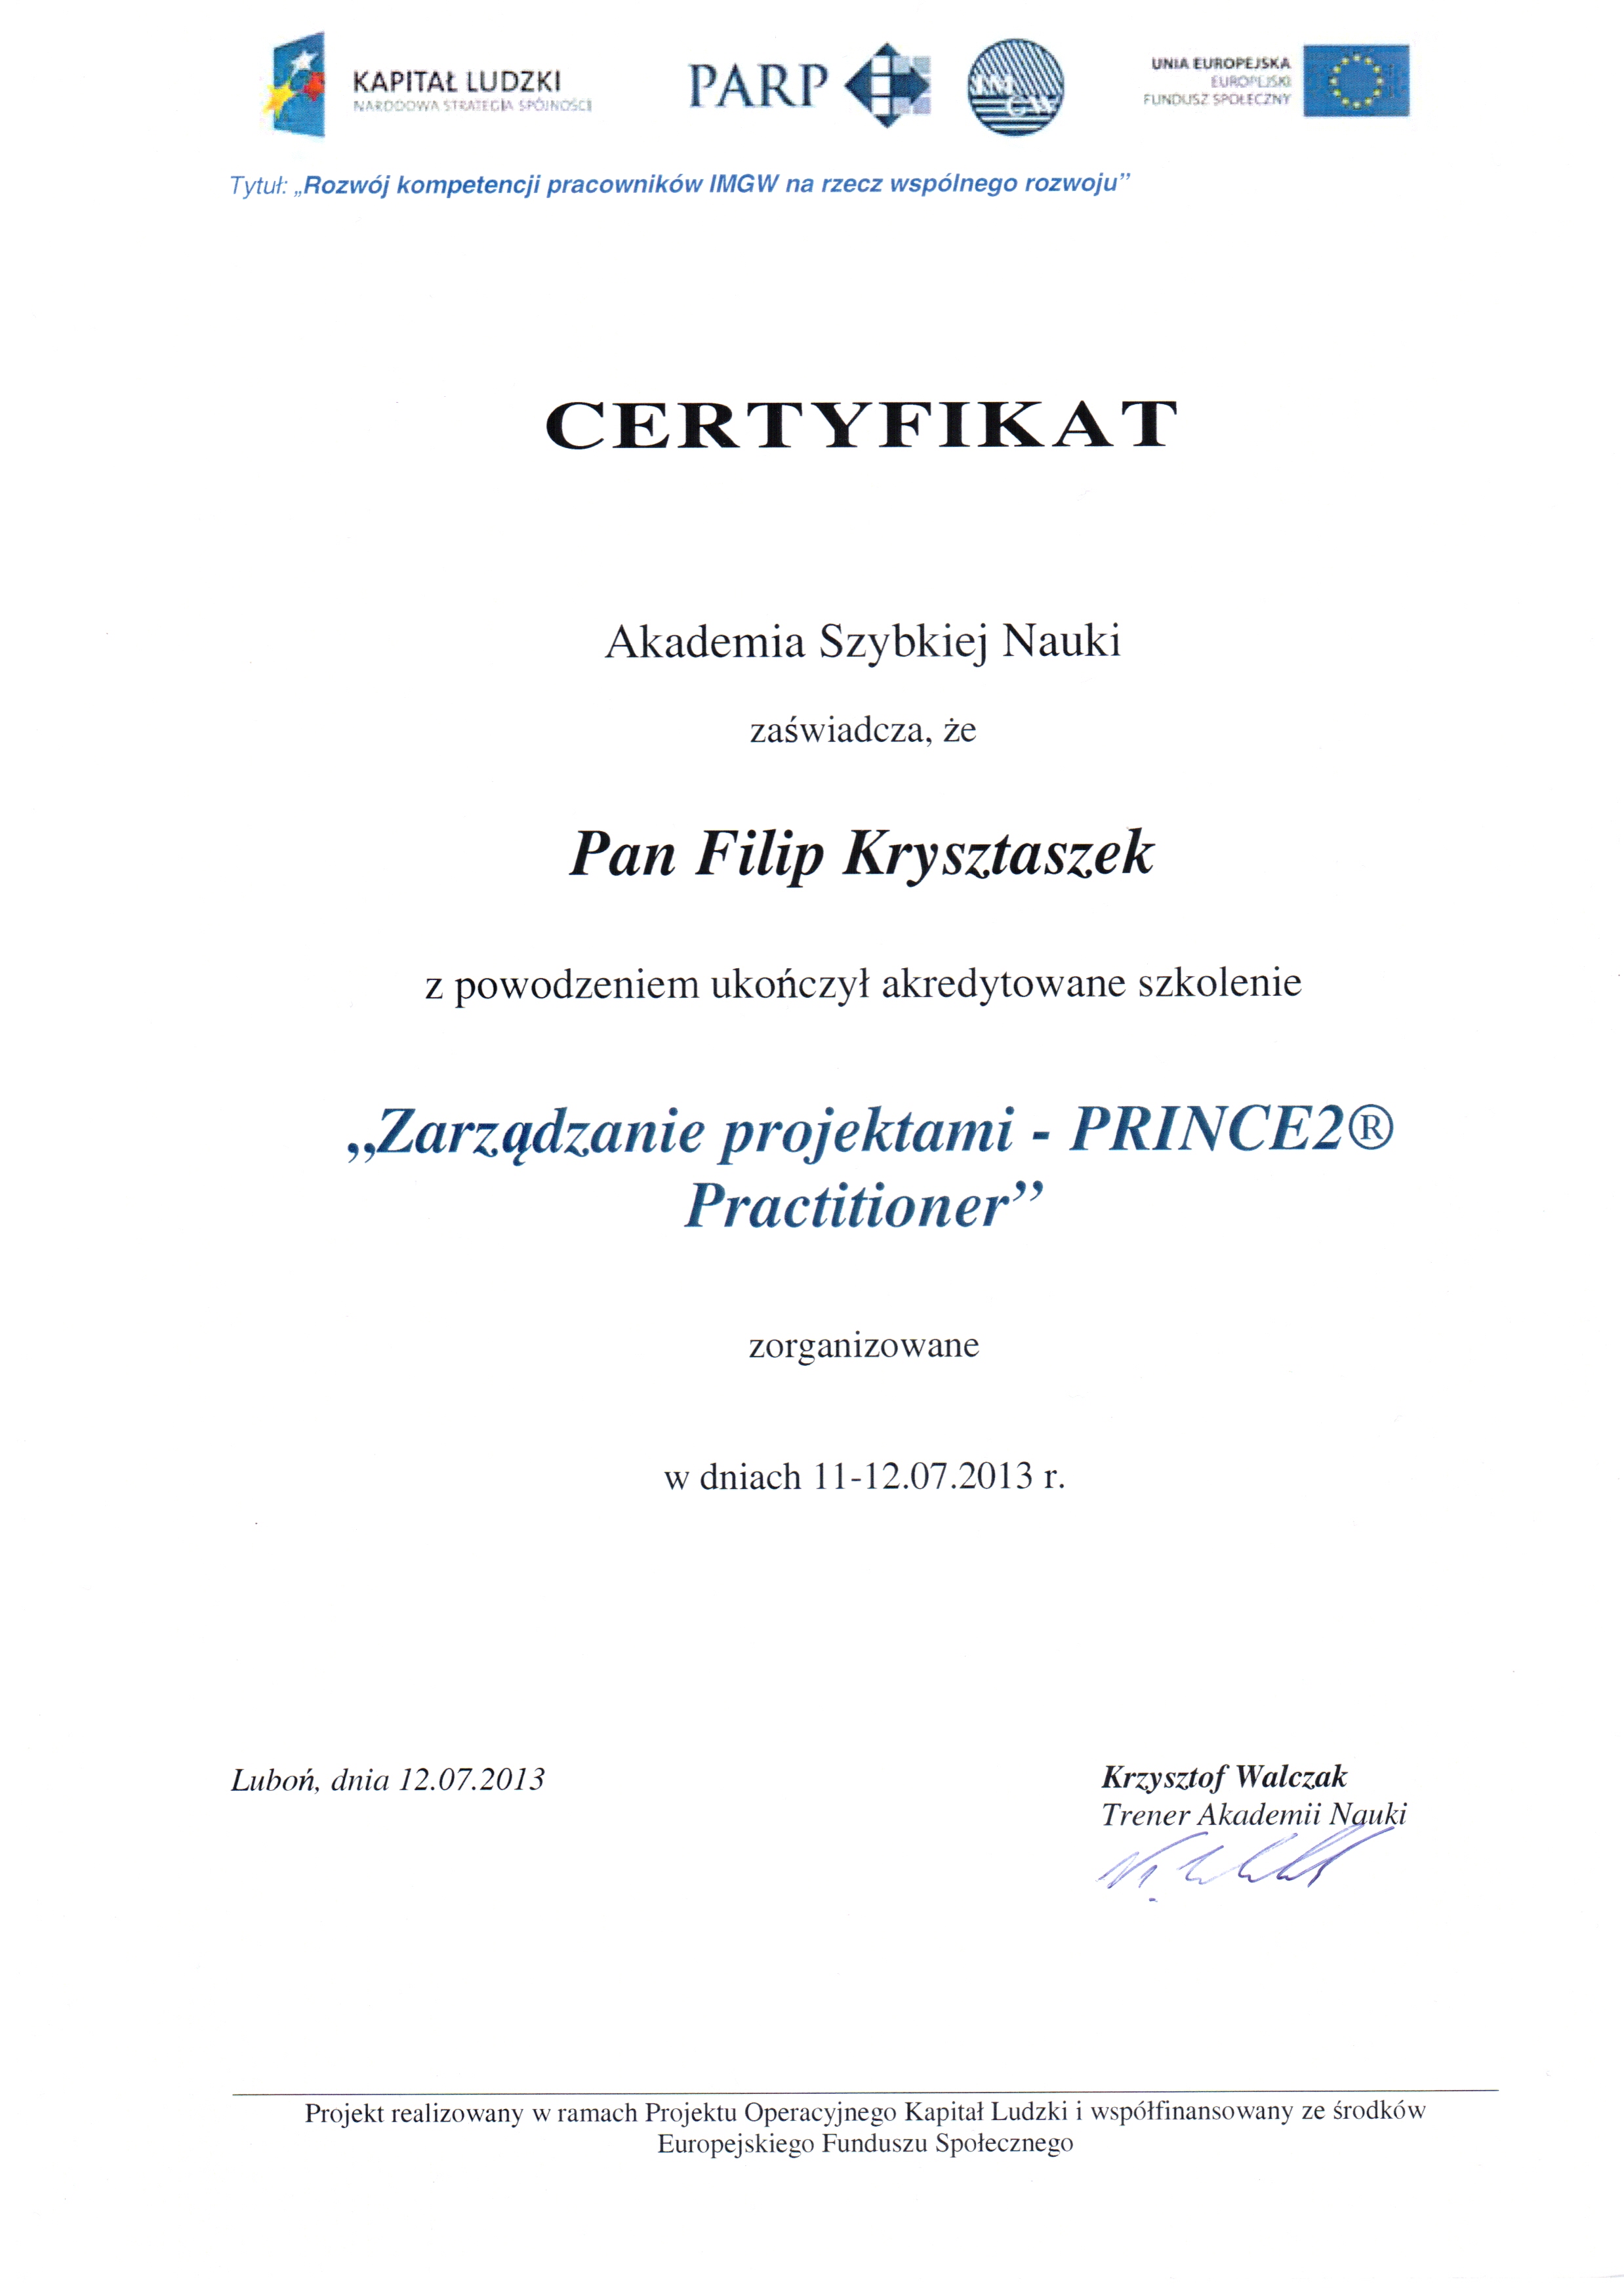 KAPITAŁ LUDZKI
NARODOWA STRATEGIA SPÓJNOŚCI
PARP
IMGW
UNIA EUROPEJSKA
EUROPEJSKI
FUNDUSZ SPOŁECZNY
Tytuł: „Rozwój kompetencji pracowników IMGW na rzecz wspólnego rozwoju”
CERTYFIKAT
Akademia Szybkiej Nauki
zaświadcza, że
Pan Filip Krysztaszek
z powodzeniem ukończył akredytowane szkolenie
„Zarządzanie projektami - PRINCE2®
Practitioner”
zorganizowane
w dniach 11-12.07.2013 r.
Luboń, dnia 12.07.2013
Krzysztof Walczak
Trener Akademii Nauki
Projekt realizowany w ramach Projektu Operacyjnego Kapitał Ludzki i współfinansowany ze środków
Europejskiego Funduszu Społecznego